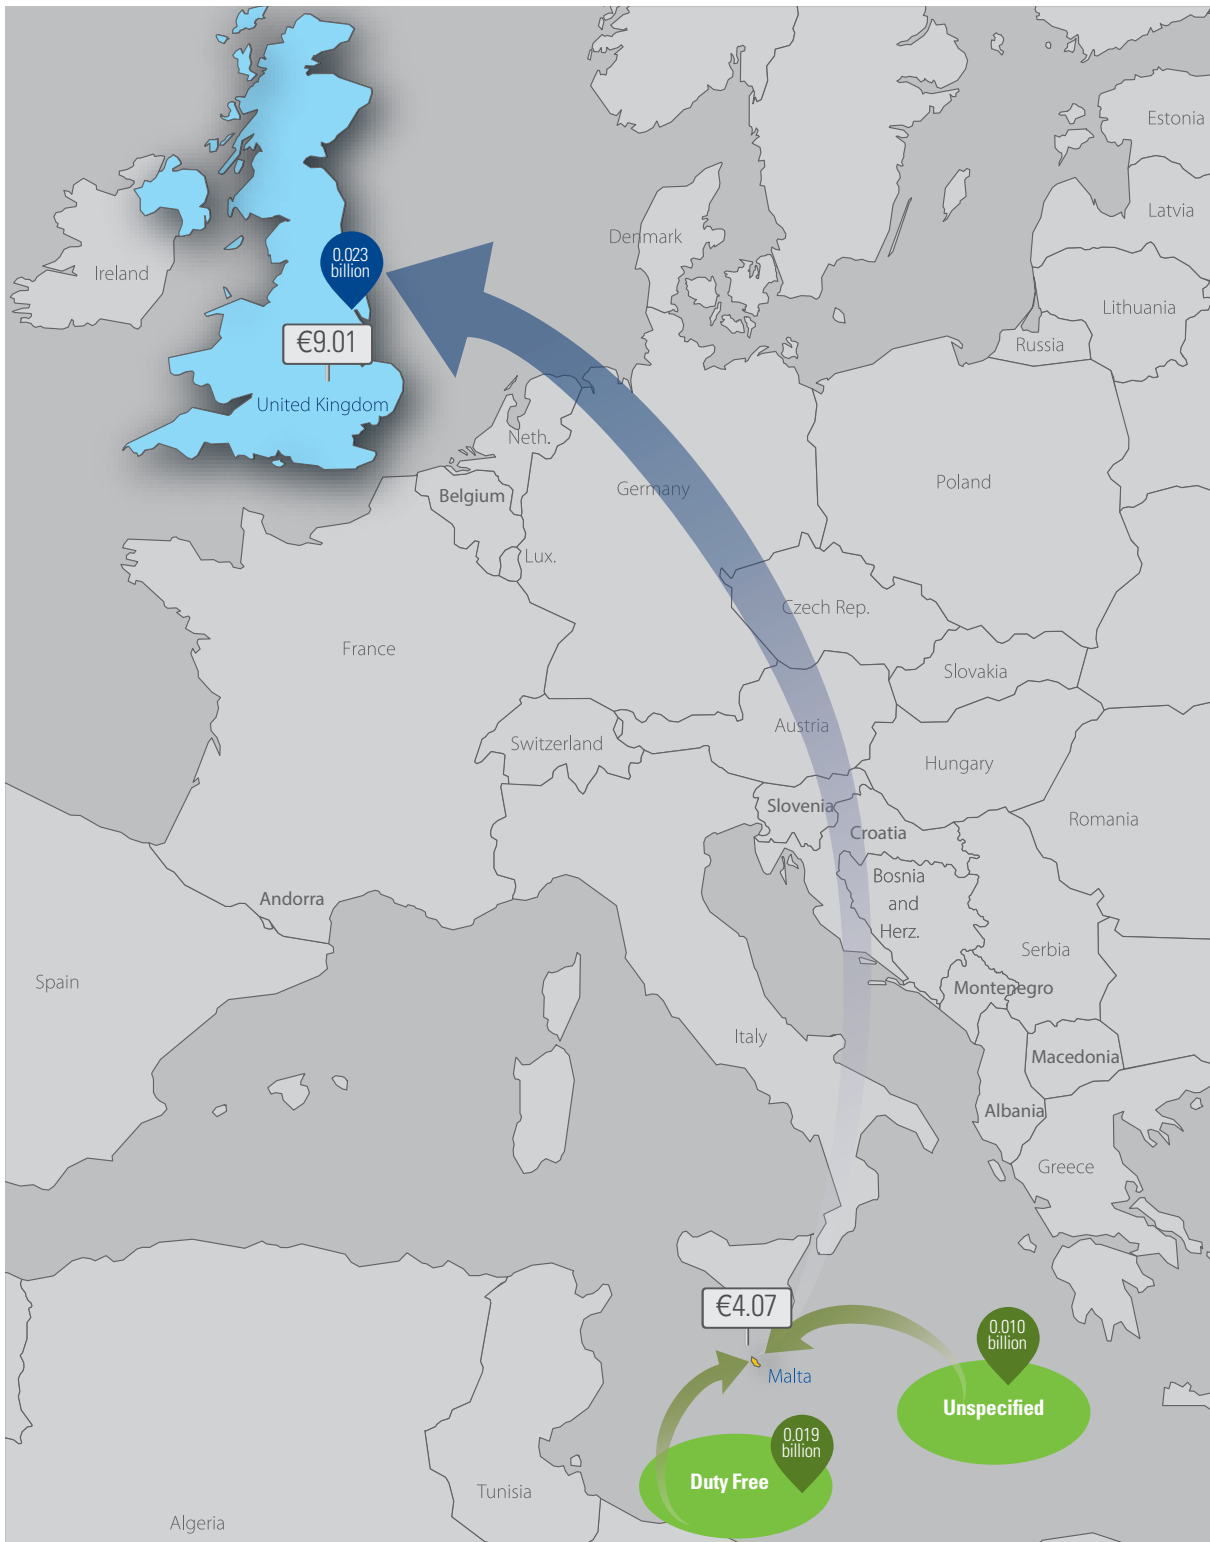 Estonia
Latvia
Denmark
0.023
billion
Ireland
Lithuania
€9.01
Russia
United Kingdom
Neth.
Belgium
Germany
Poland
Lux.
Czech Rep.
France
Slovakia
Austria
Switzerland
Hungary
Slovenia
Croatia
Romania
Bosnia
and
Herz.
Andorra
Serbia
Spain
Montenegro
Italy
Macedonia
Albania
Greece
€4.07
0.010
billion
Malta
Unspecified
0.019
billion
Duty Free
Tunisia
Algeria